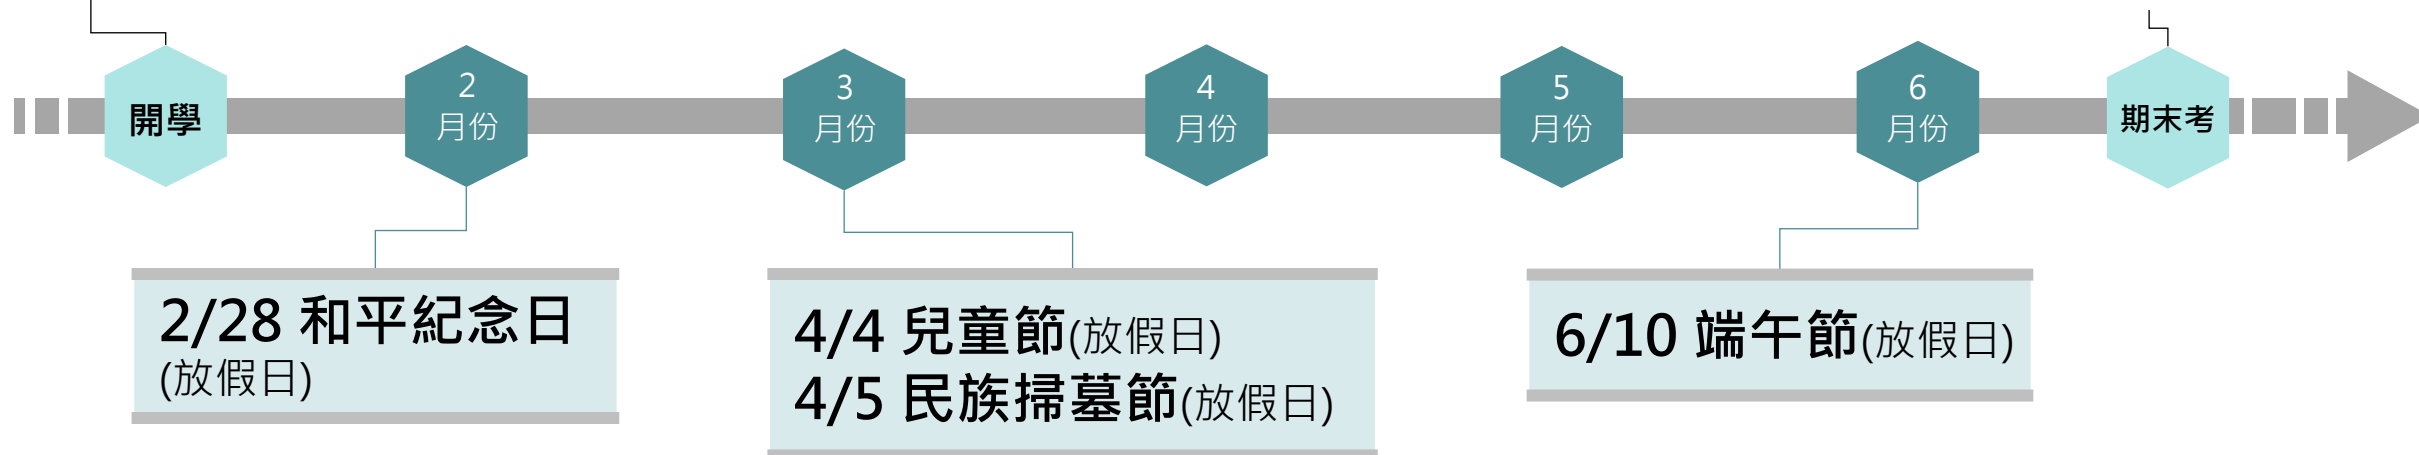 開學
2
月份
3
月份
4
月份
5
月份
6
月份
期末考
2/28 和平紀念日
(放假日)
4/4 兒童節(放假日)
4/5 民族掃墓節(放假日)
6/10 端午節(放假日)